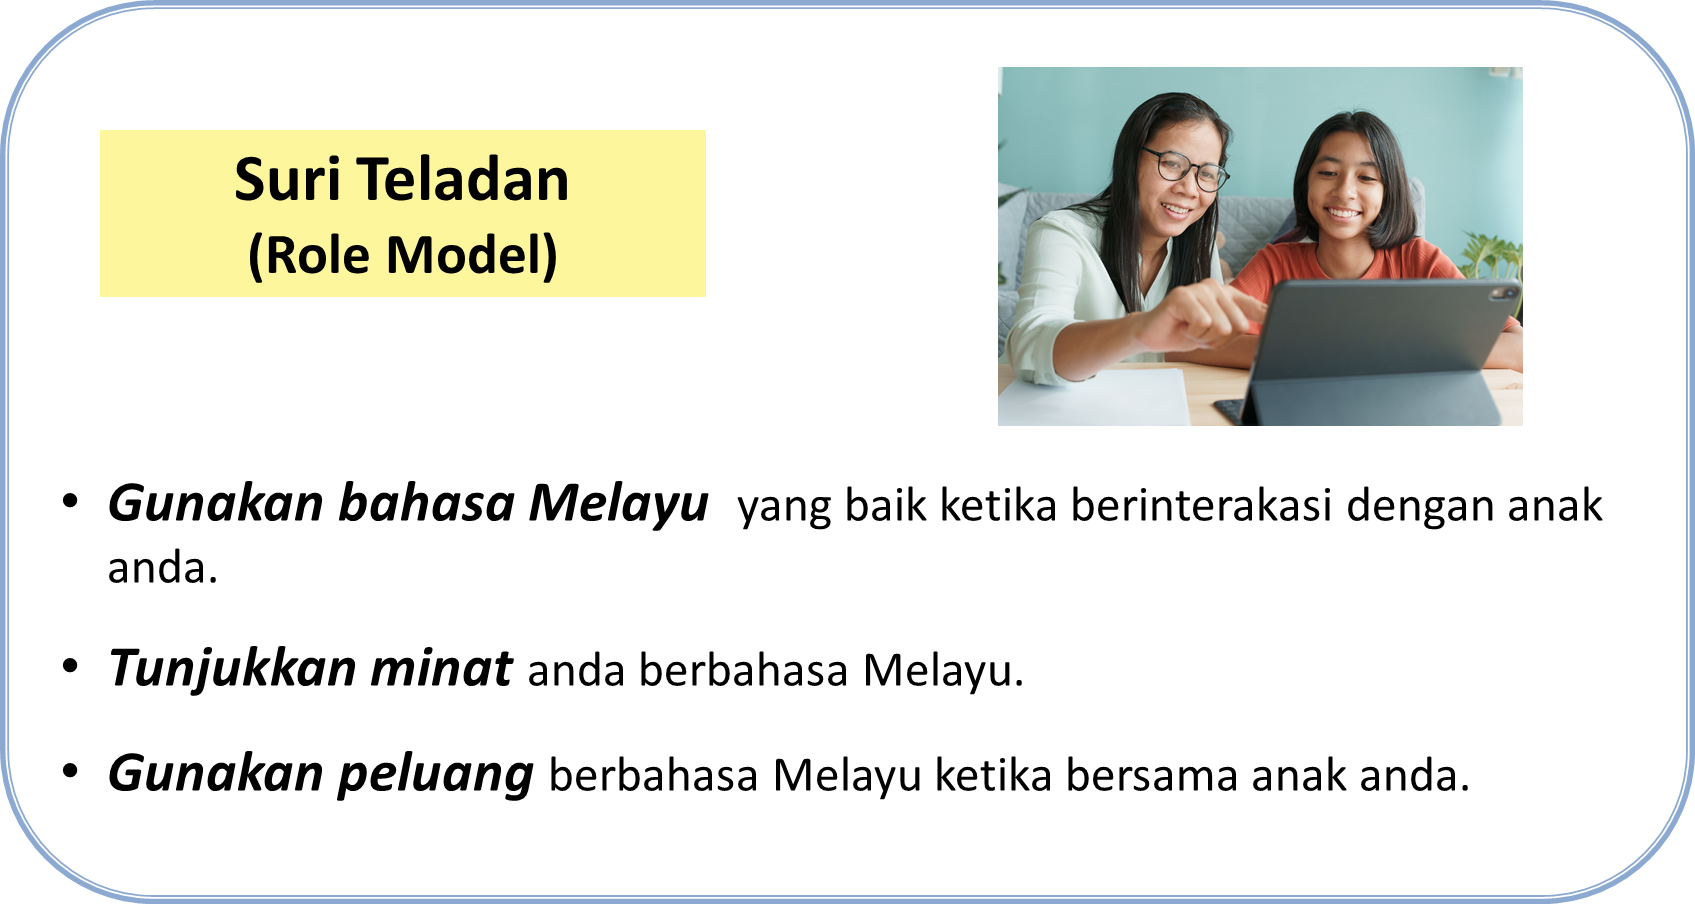 Suri Teladan
(Role Model)
• Gunakan bahasa Melayu yang baik ketika berinterakasi dengan anak
anda.
• Tunjukkan minat anda berbahasa Melayu.
• Gunakan peluang berbahasa Melayu ketika bersama anak anda.